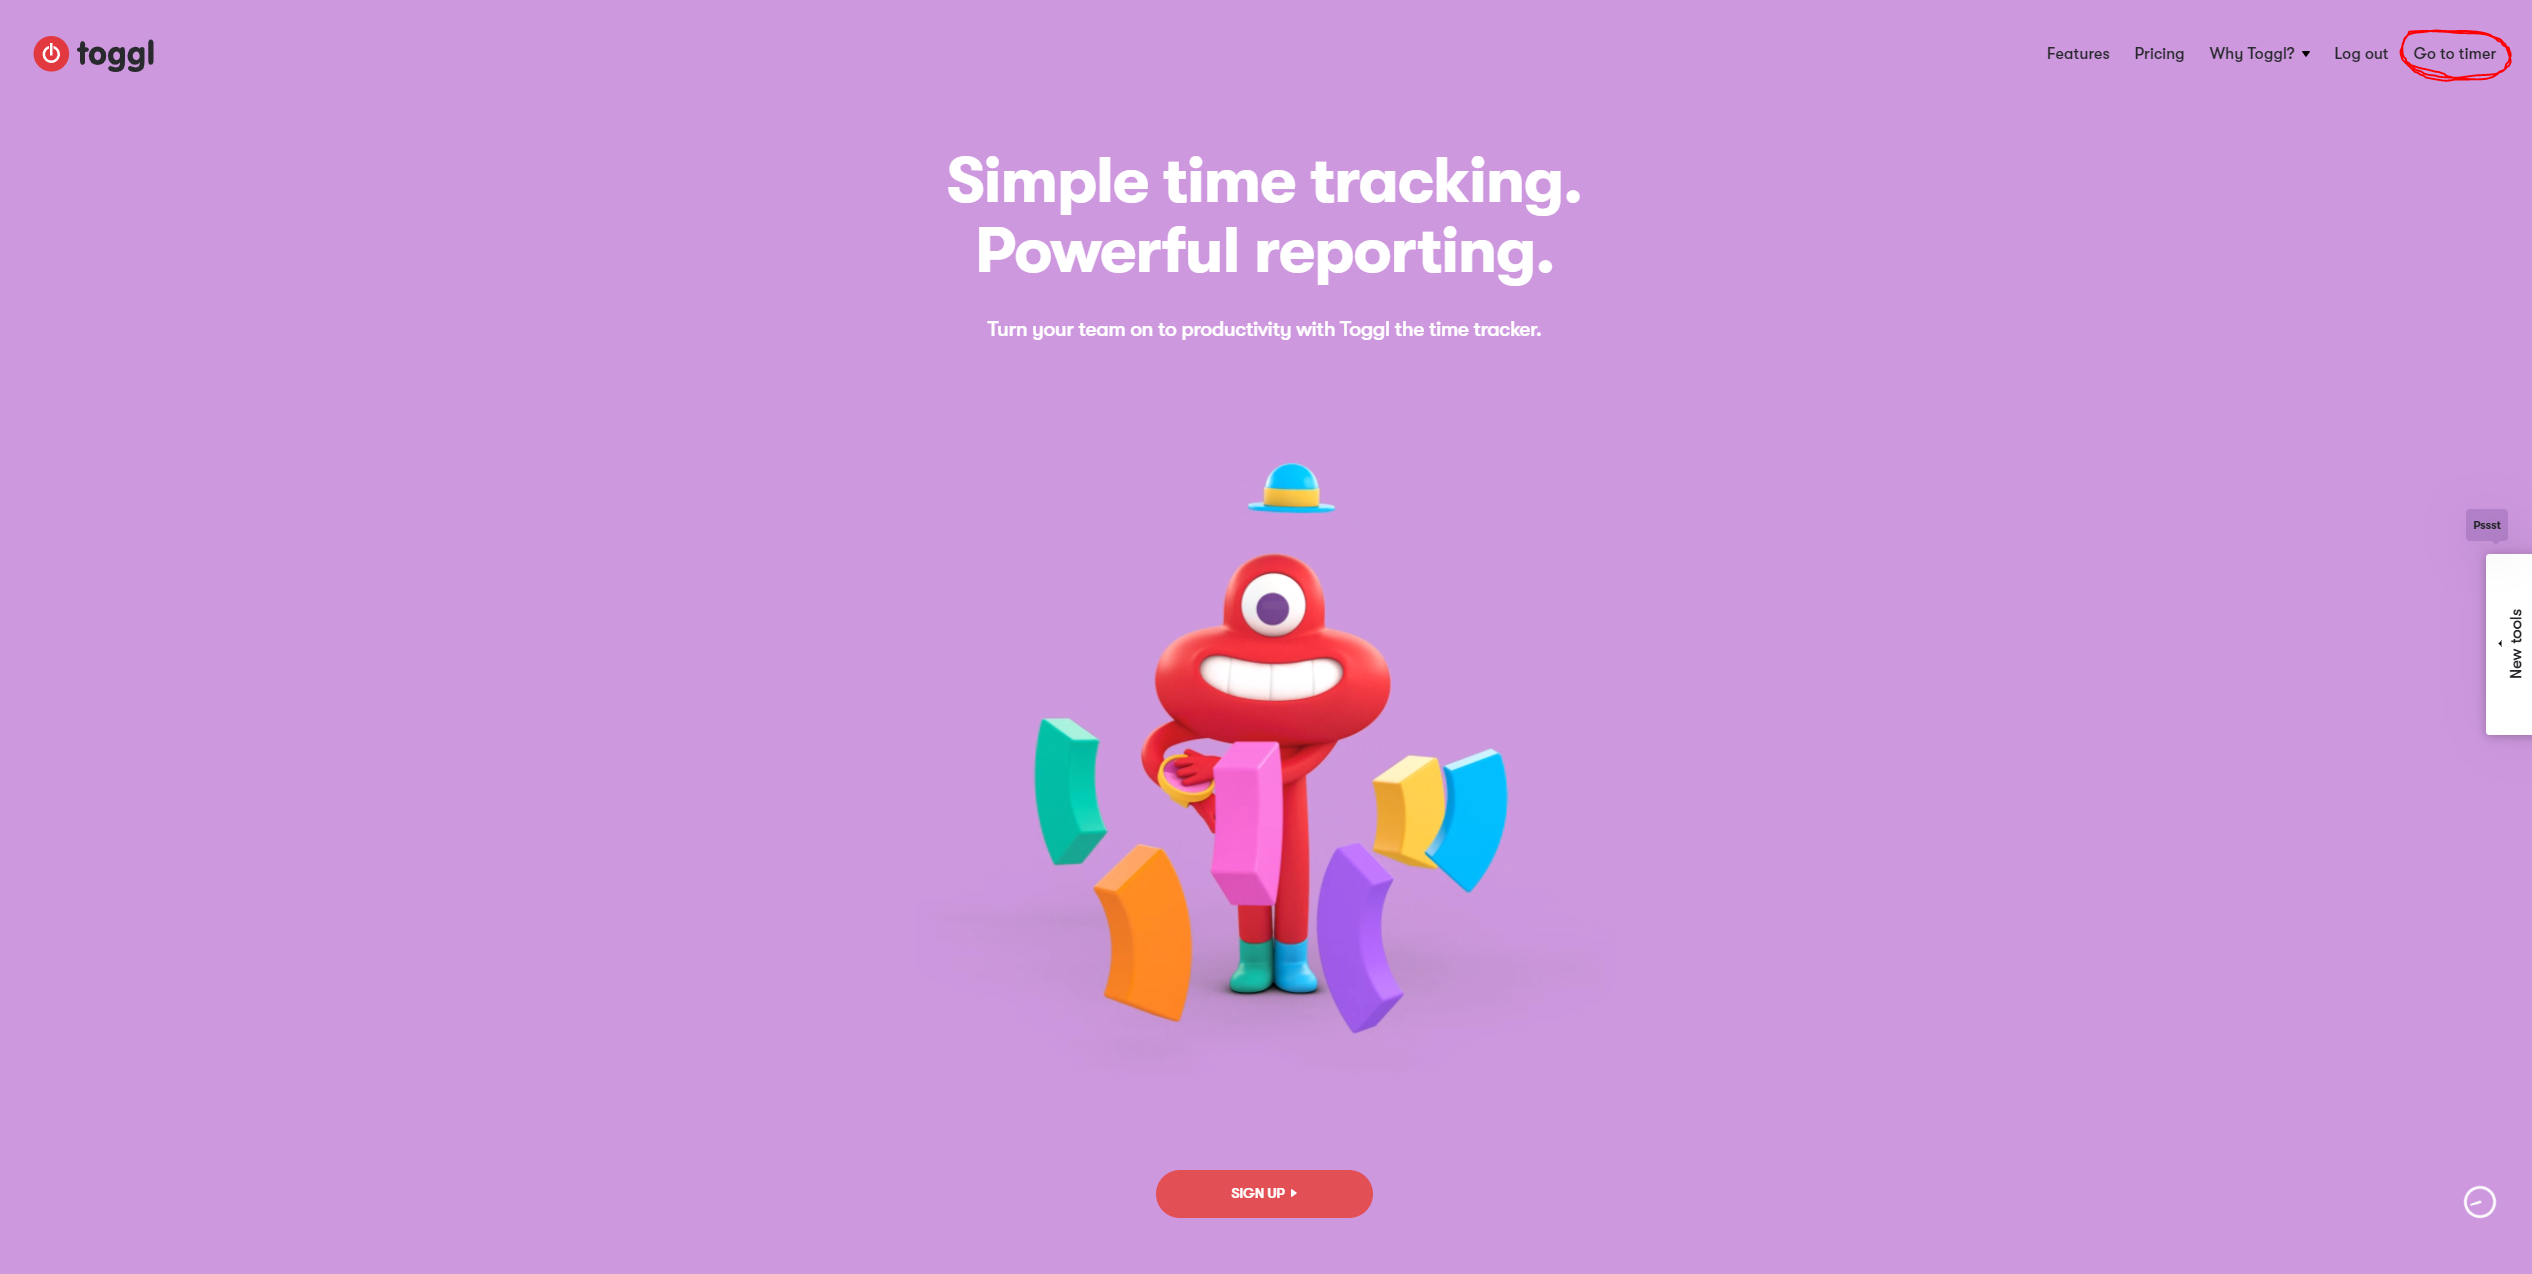 toggl
Features Pricing Why Toggl? Log out Go to timer
Simple time tracking.
Powerful reporting.
Turn your team on to productivity with Toggl the time tracker.
Pssst
New tools
SIGN UP